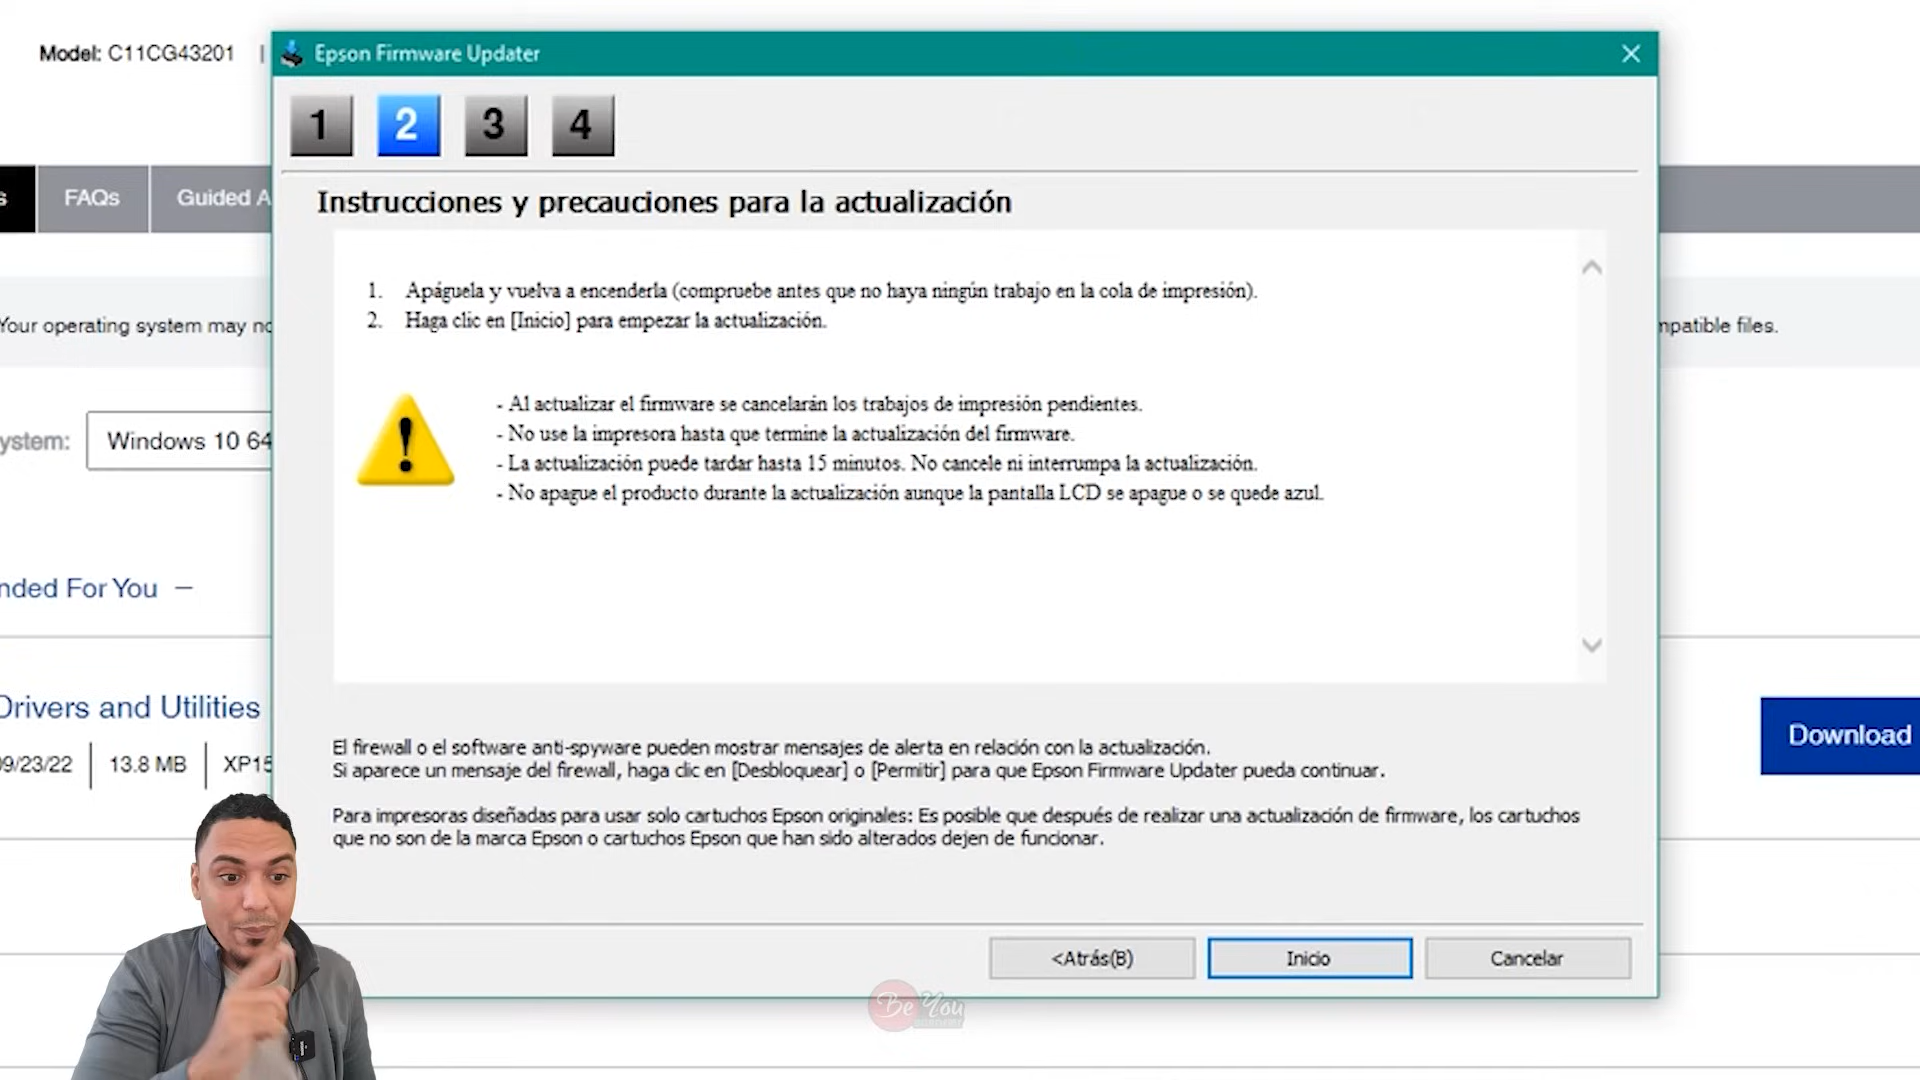 Model: C11CG43201 |
Epson Firmware Updater
1 2 3 4
s FAQs Guided A
Instrucciones y precauciones para la actualización
1. Apáguela y vuelva a encenderla (compruebe antes que no haya ningún trabajo en la cola de impresión).
2. Haga clic en [Inicio] para empezar la actualización.
Your operating system may no
mpatible files.
- Al actualizar el firmware se cancelarán los trabajos de impresión pendientes.
- No use la impresora hasta que termine la actualización del firmware.
- La actualización puede tardar hasta 15 minutos. No cancele ni interrumpa la actualización.
- No apague el producto durante la actualización aunque la pantalla LCD se apague o se quede azul.
ystem: Windows 10 64
nded For You —
Drivers and Utilities
09/23/22 | 13.8 MB | XP15
Download
El firewall o el software anti-spyware pueden mostrar mensajes de alerta en relación con la actualización.
Si aparece un mensaje del firewall, haga clic en [Desbloquear] o [Permitir] para que Epson Firmware Updater pueda continuar.
Para impresoras diseñadas para usar solo cartuchos Epson originales: Es posible que después de realizar una actualización de firmware, los cartuchos
que no son de la marca Epson o cartuchos Epson que han sido alterados dejen de funcionar.
<Atrás(B) Inicio Cancelar
Be You